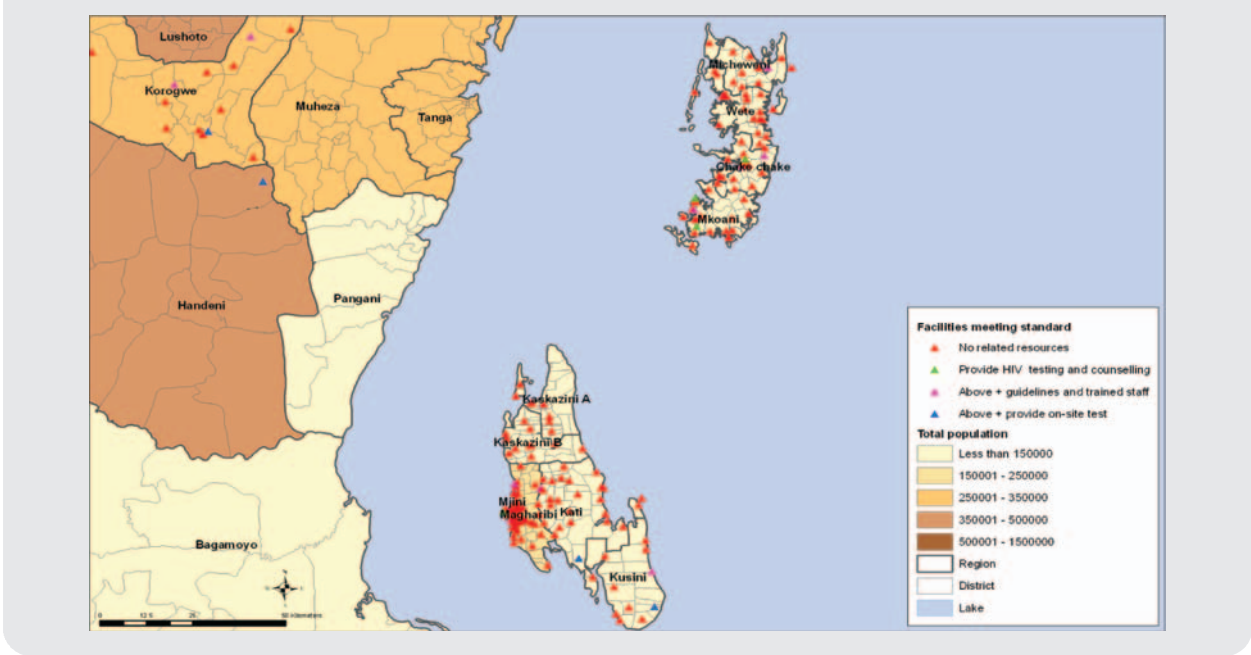 Lushoto
Korogwe
Muheza
Tanga
Handeni
Pangani
Bagamoyo
Micheweni
Wete
Chake chake
Mkoani
Kaskazini A
Kaskazini B
Mjini
Magharibi
Kati
Kusini
Facilities meeting standard
No related resources
Provide HIV testing and counselling
Above + guidelines and trained staff
Above + provide on-site test
Total population
Less than 150000
150001 - 250000
250001 - 350000
350001 - 500000
500001 - 1500000
Region
District
Lake